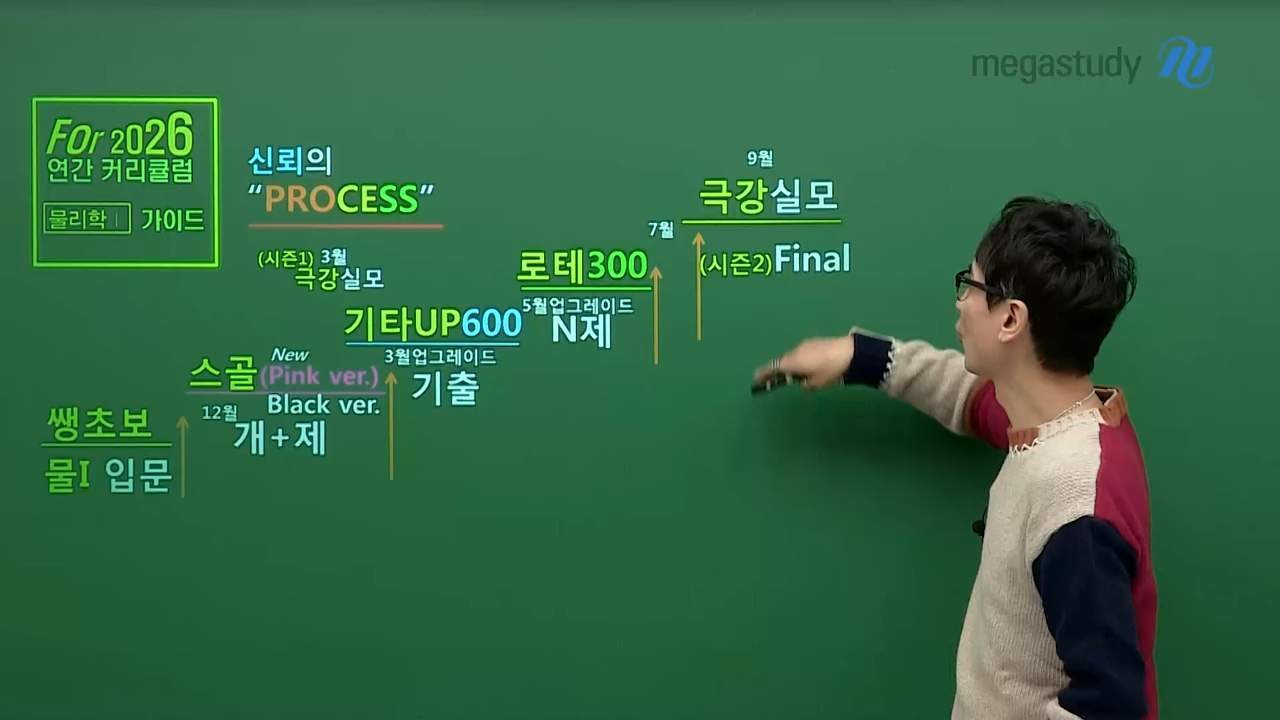 megastudy
For 2026
연간 커리큘럼
물리학 I 가이드
신뢰의
“PROCESS”
(시즌1) 3월
극강실모
9월
극강실모
(시즌2)Final
7월
로테300
5월업그레이드
N제
기타UP600
3월업그레이드
기출
New
스골(Pink ver.)
Black ver.
12월
개+제
쌩초보
물I 입문